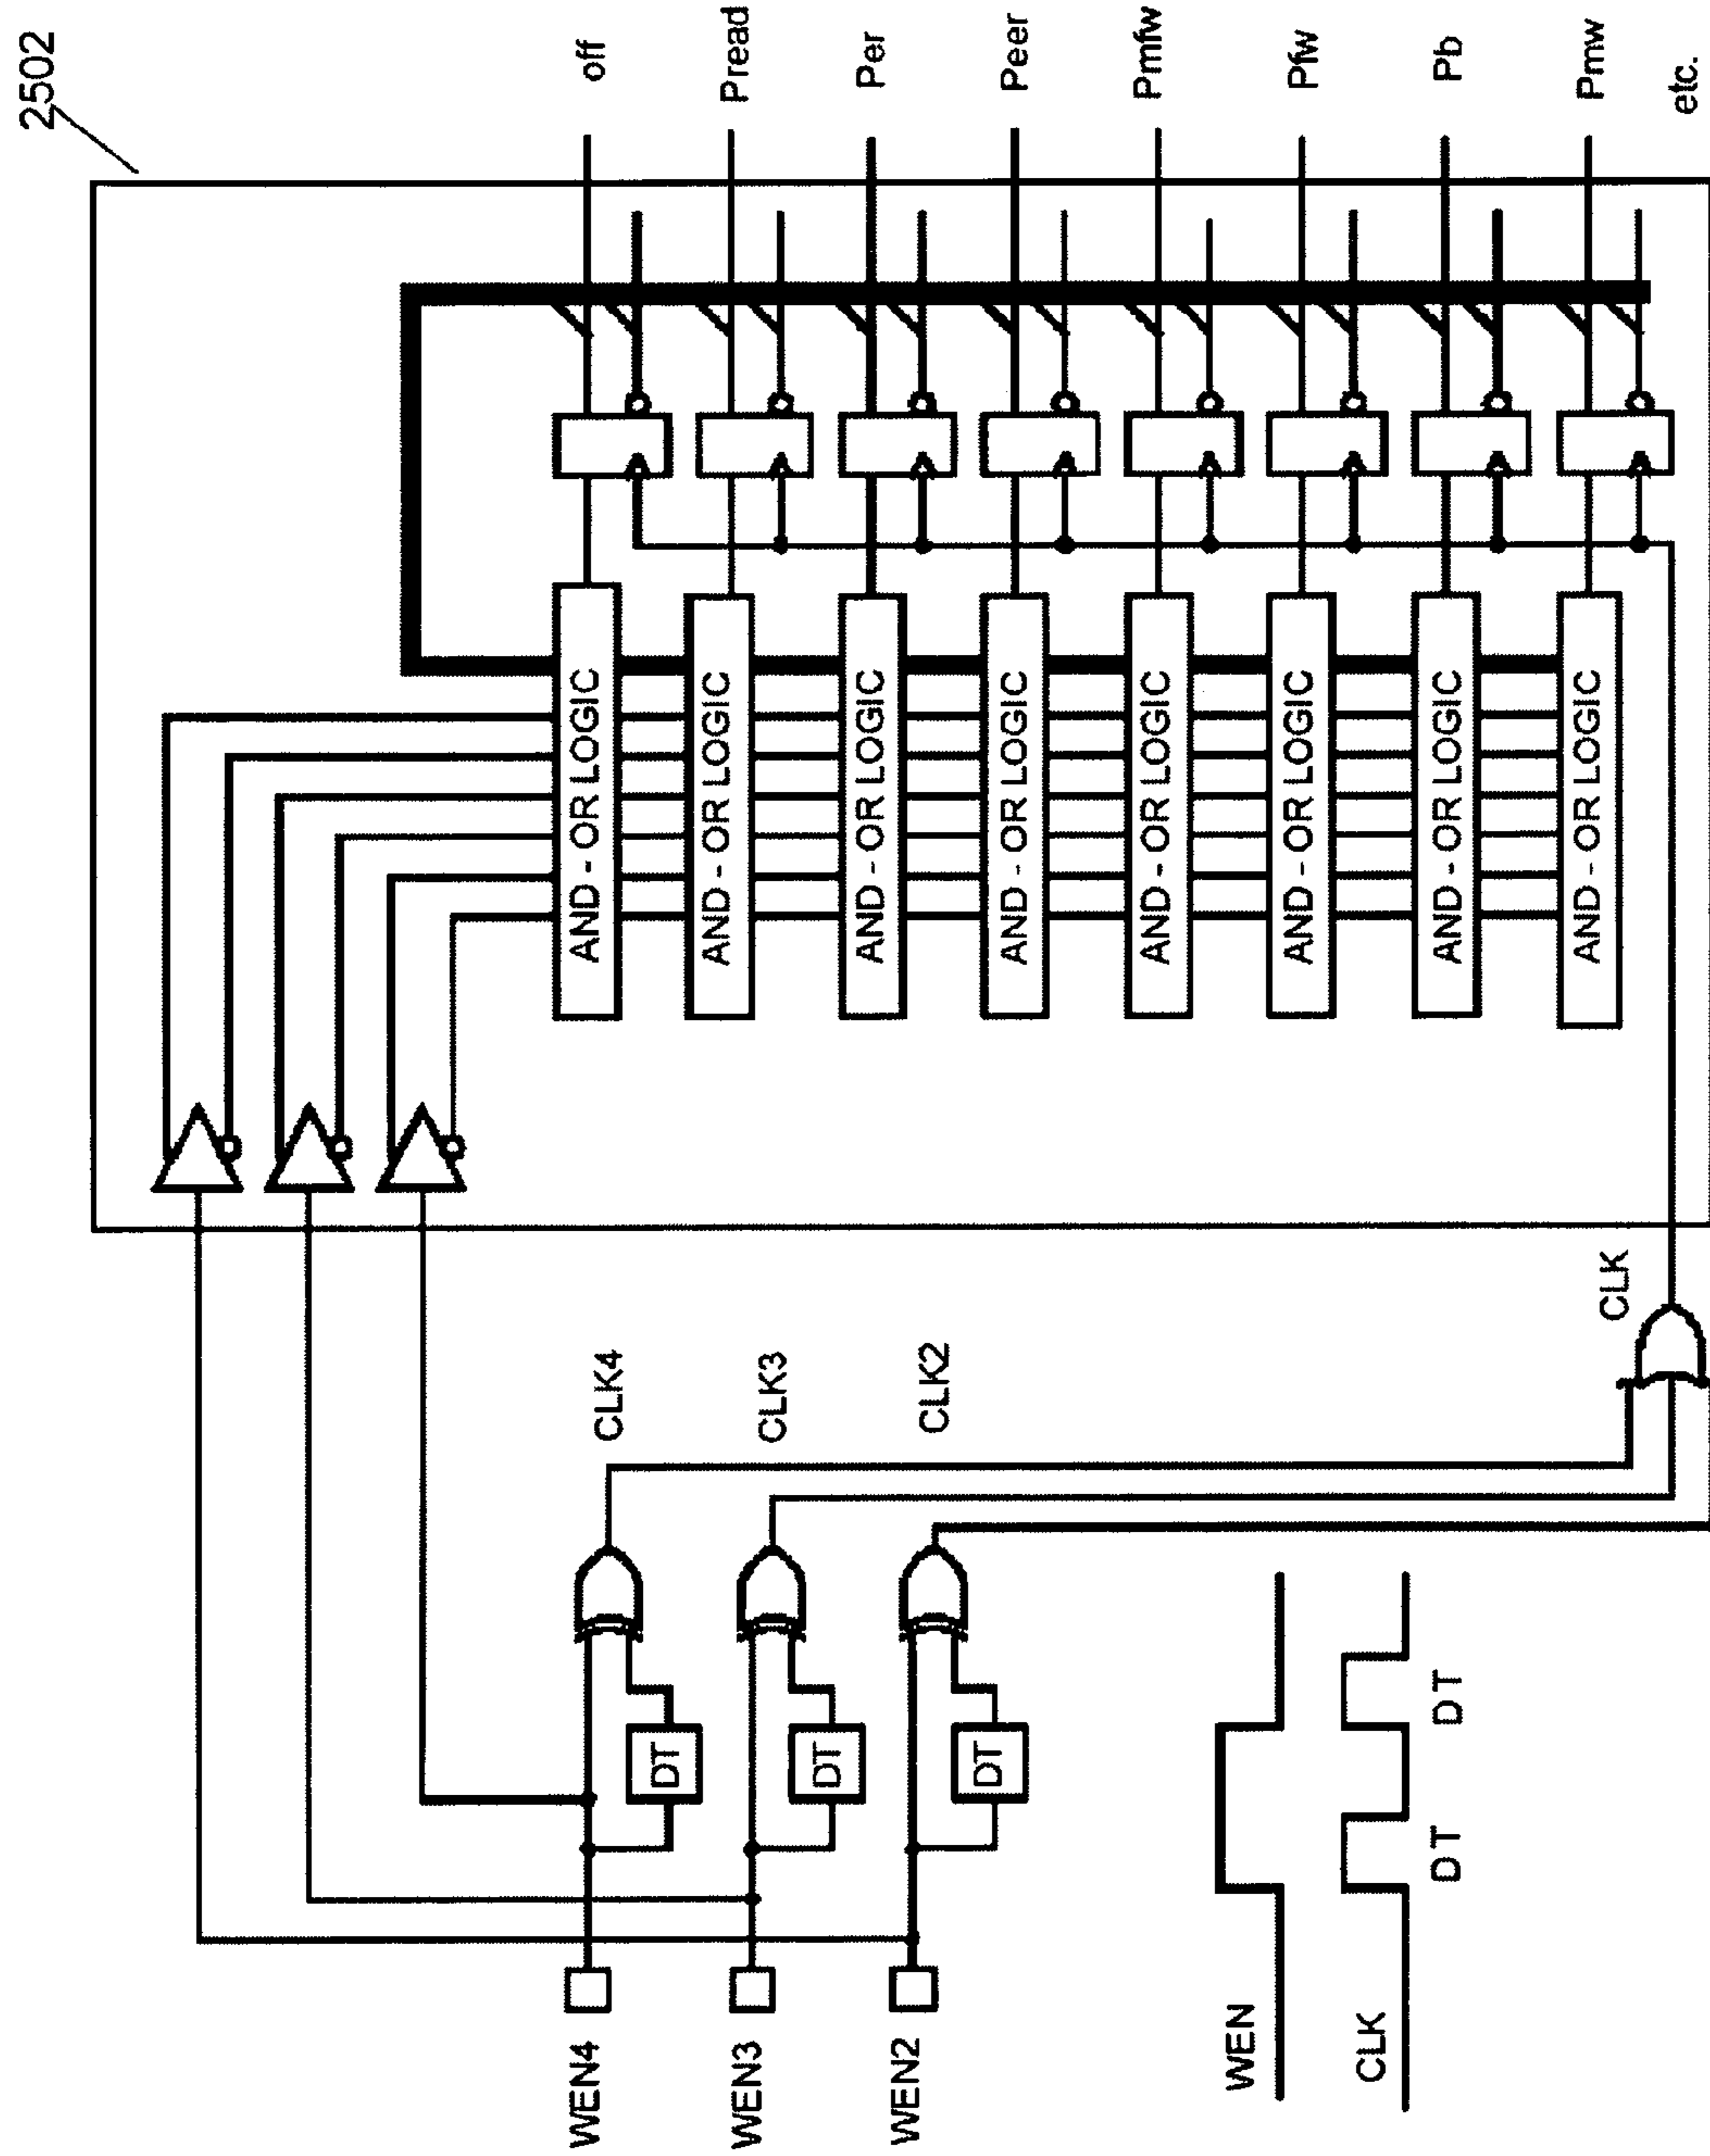 2502
off
Pread
Per
Peer
Pmfw
Pfw
Pb
Pmw
etc.
AND - OR LOGIC
AND - OR LOGIC
AND - OR LOGIC
AND - OR LOGIC
AND - OR LOGIC
AND - OR LOGIC
AND - OR LOGIC
AND - OR LOGIC
CLK4
CLK3
CLK2
CLK
DT
DT
DT
WEN4
WEN3
WEN2
WEN
CLK
DT DT